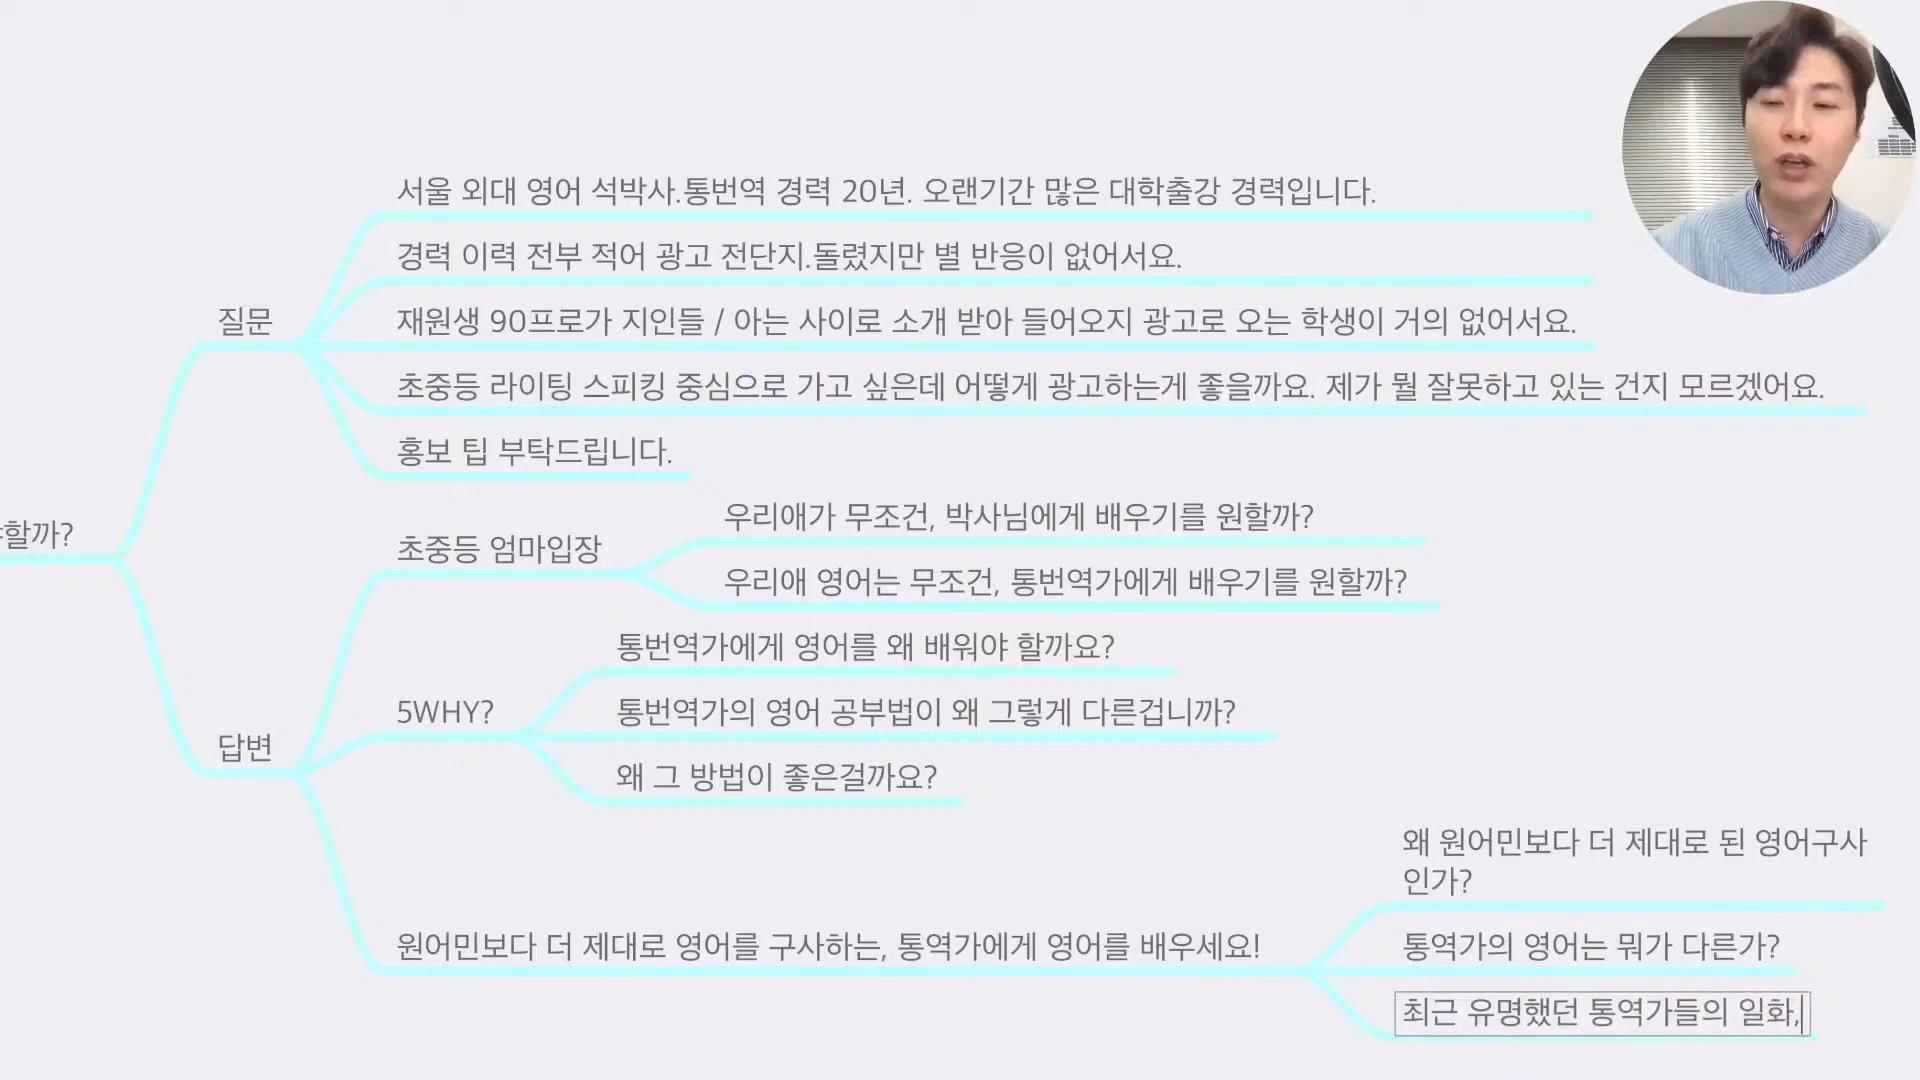 서울 외대 영어 석박사.통번역 경력 20년. 오랜기간 많은 대학출강 경력입니다.
경력 이력 전부 적어 광고 전단지.돌렸지만 별 반응이 없어서요.
질문
재원생 90프로가 지인들 / 아는 사이로 소개 받아 들어오지 광고로 오는 학생이 거의 없어서요.
초중등 라이팅 스피킹 중심으로 가고 싶은데 어떻게 광고하는게 좋을까요. 제가 뭘 잘못하고 있는 건지 모르겠어요.
홍보 팁 부탁드립니다.
할까?
초중등 엄마입장
우리애가 무조건, 박사님에게 배우기를 원할까?
우리애 영어는 무조건, 통번역가에게 배우기를 원할까?
답변
5WHY?
통번역가에게 영어를 왜 배워야 할까요?
통번역가의 영어 공부법이 왜 그렇게 다른겁니까?
왜 그 방법이 좋은걸까요?
원어민보다 더 제대로 영어를 구사하는, 통역가에게 영어를 배우세요!
왜 원어민보다 더 제대로 된 영어구사
인가?
통역가의 영어는 뭐가 다른가?
최근 유명했던 통역가들의 일화,